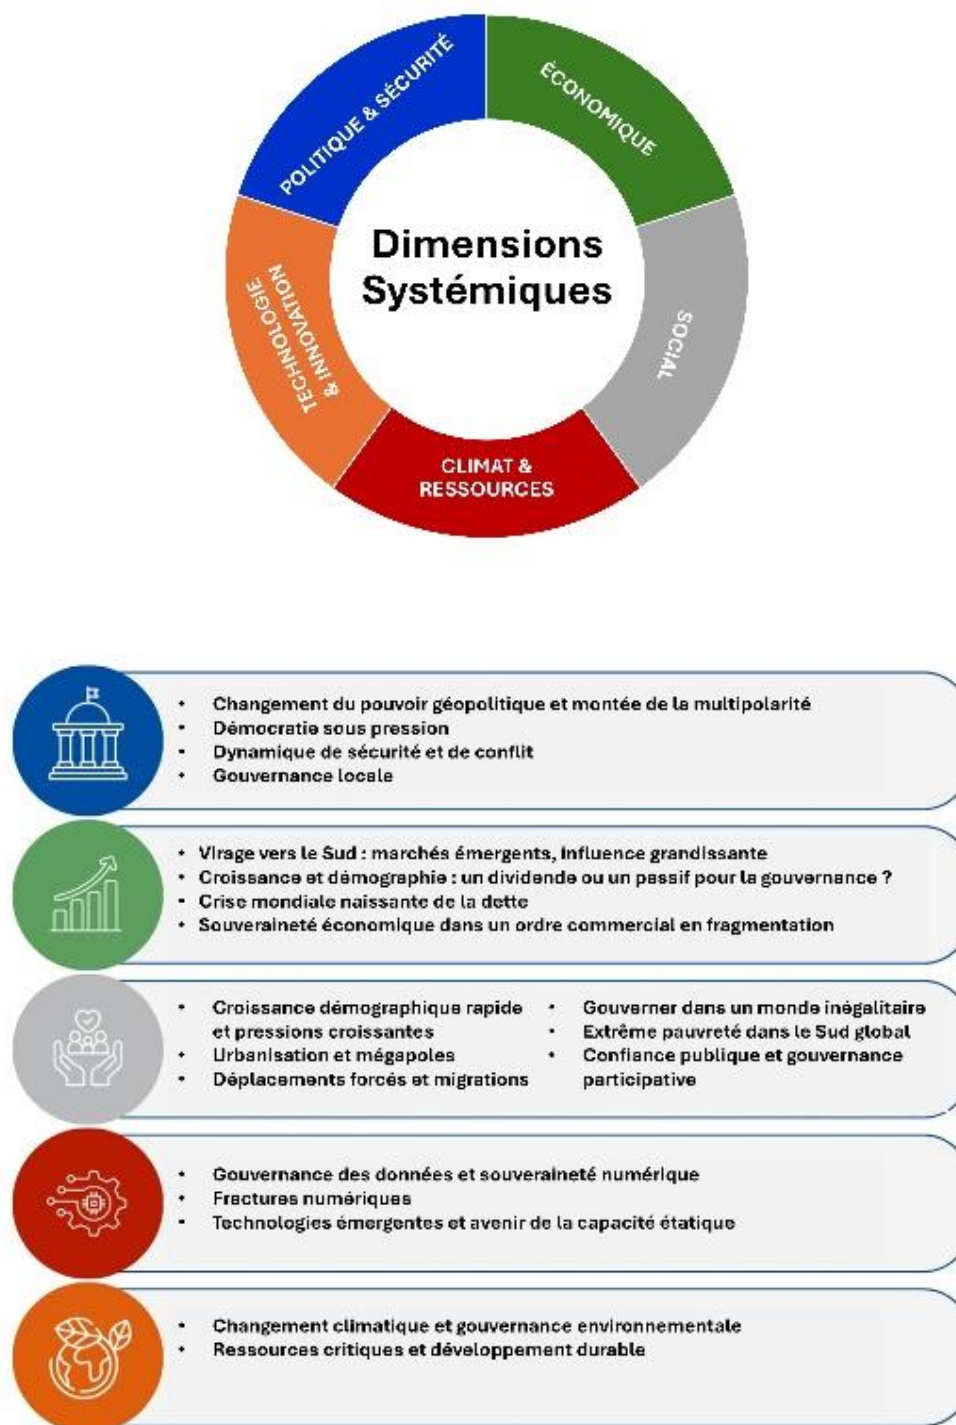 POLITIQUE & SÉCURITÉ
ÉCONOMIQUE
Dimensions
Systémiques
TECHNOLOGIE
& INNOVATION
SOCIAL
CLIMAT &
RESSOURCES
• Changement du pouvoir géopolitique et montée de la multipolarité
• Démocratie sous pression
• Dynamique de sécurité et de conflit
• Gouvernance locale
• Virage vers le Sud : marchés émergents, influence grandissante
• Croissance et démographie : un dividende ou un passif pour la gouvernance ?
• Crise mondiale naissante de la dette
• Souveraineté économique dans un ordre commercial en fragmentation
• Croissance démographique rapide
et pressions croissantes
• Urbanisation et mégapoles
• Déplacements forcés et migrations
• Gouverner dans un monde inégalitaire
• Extrême pauvreté dans le Sud global
• Confiance publique et gouvernance
participative
• Gouvernance des données et souveraineté numérique
• Fractures numériques
• Technologies émergentes et avenir de la capacité étatique
• Changement climatique et gouvernance environnementale
• Ressources critiques et développement durable